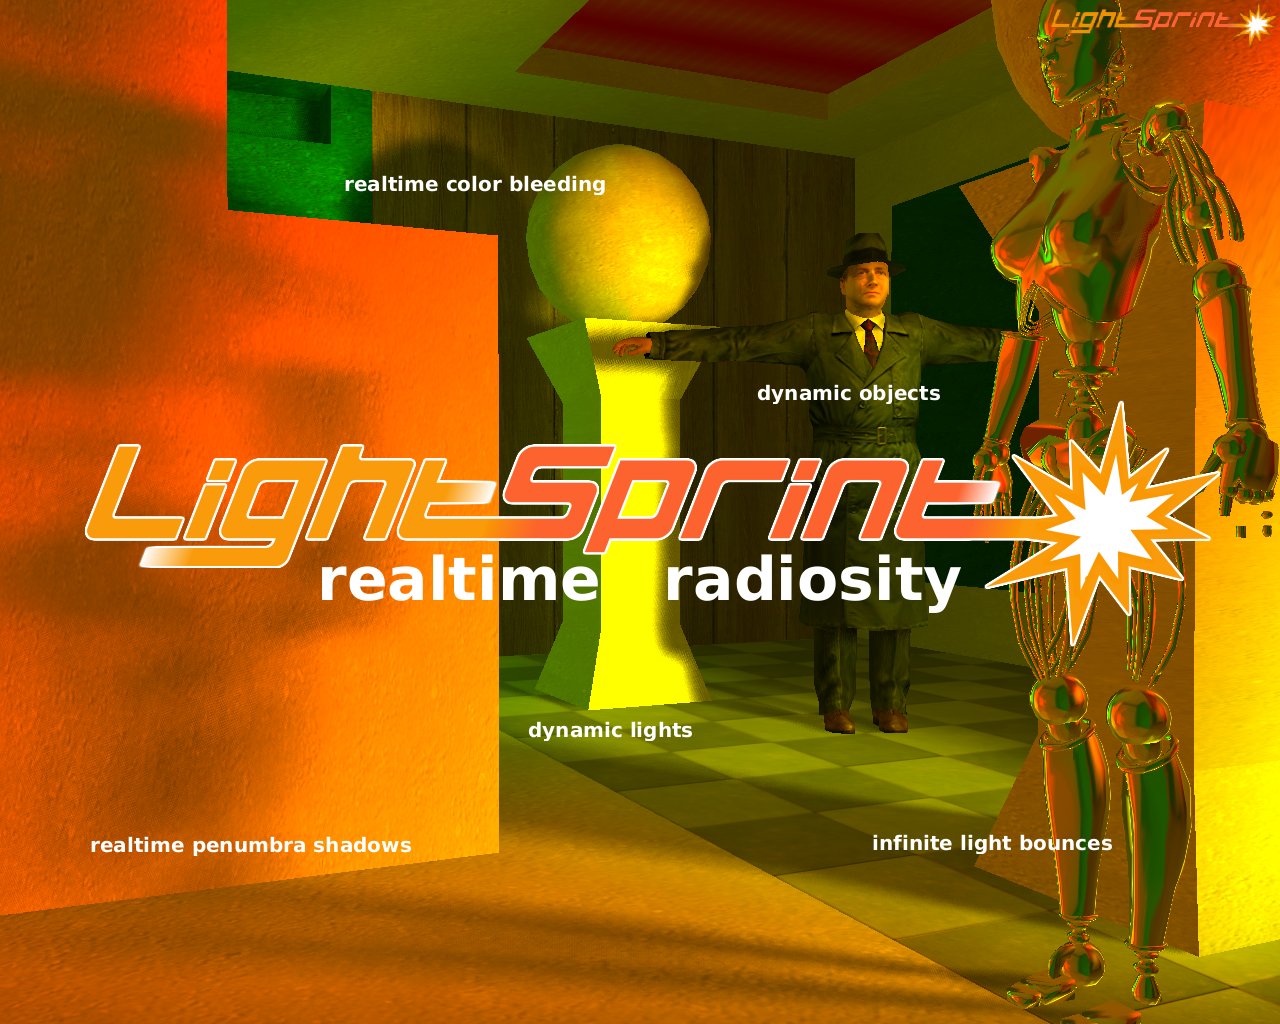 LightSprint
realtime color bleeding
dynamic objects
LightSprint
realtime radiosity
dynamic lights
realtime penumbra shadows
infinite light bounces